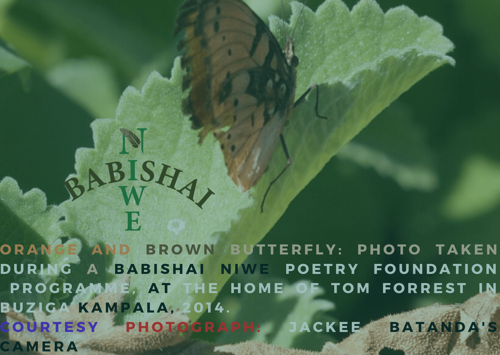 NIWE
BABISHAI
ORANGE AND BROWN BUTTERFLY: PHOTO TAKEN
DURING A BABISHAI NIWE POETRY FOUNDATION
PROGRAMME, AT THE HOME OF TOM FORREST IN
BUZIGA KAMPALA, 2014.
COURTESY PHOTOGRAPH: JACKEE BATANDA'S
CAMERA